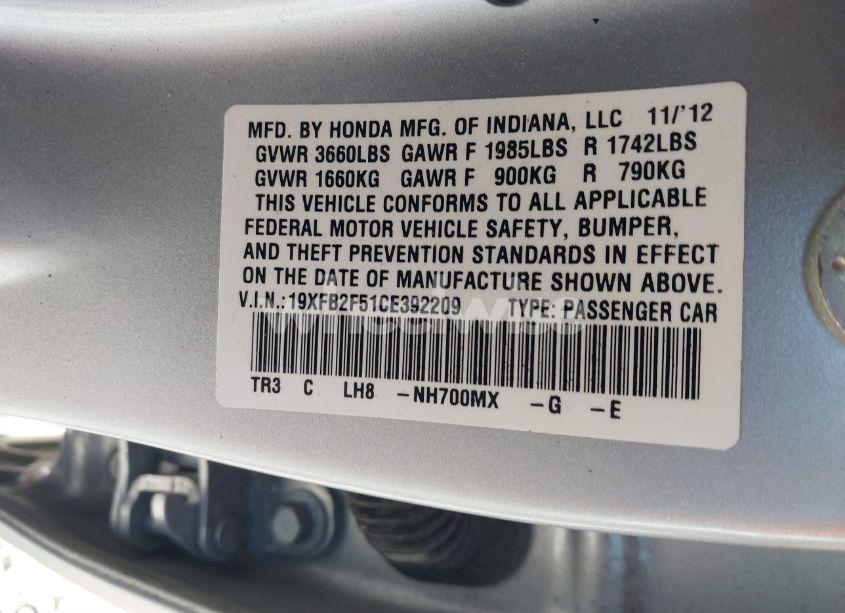 MFD. BY HONDA MFG. OF INDIANA, LLC 11/'12
GVWR 3660LBS GAWR F 1985LBS R 1742LBS
GVWR 1660KG GAWR F 900KG R 790KG
THIS VEHICLE CONFORMS TO ALL APPLICABLE
FEDERAL MOTOR VEHICLE SAFETY, BUMPER,
AND THEFT PREVENTION STANDARDS IN EFFECT
ON THE DATE OF MANUFACTURE SHOWN ABOVE.
V.I.N.:19XFB2F51CE392209 TYPE: PASSENGER CAR
wheelwise
TR3 C LH8 -NH700MX -G -E